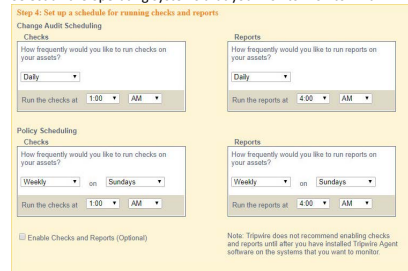 Step 4: Set up a schedule for running checks and reports
Change Audit Scheduling
Checks
How frequently would you like to run checks on
your assets?
Daily
Run the checks at 1:00 AM
Reports
How frequently would you like to run reports on
your assets?
Daily
Run the reports at 4:00 AM
Policy Scheduling
Checks
How frequently would you like to run checks on
your assets?
Weekly on Sundays
Run the checks at 1:00 AM
Reports
How frequently would you like to run reports on
your assets?
Weekly on Sundays
Run the reports at 4:00 AM
Enable Checks and Reports (Optional)
Note: Tripwire does not recommend enabling checks
and reports until after you have installed Tripwire Agent
software on the systems that you want to monitor.